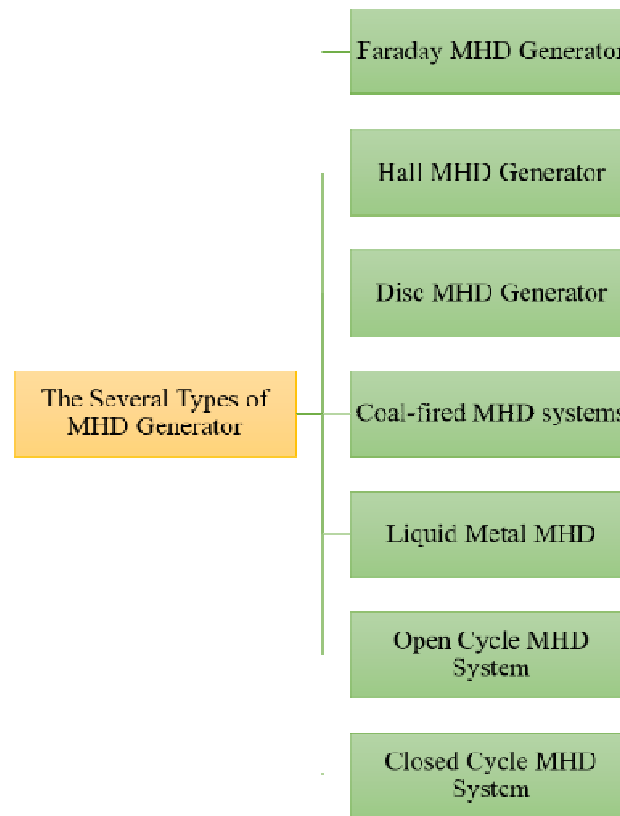 Faraday MHD Generator
Hall MHD Generator
Disc MHD Generator
The Several Types of
MHD Generator
Coal-fired MHD systems
Liquid Metal MHD
Open Cycle MHD
System
Closed Cycle MHD
System